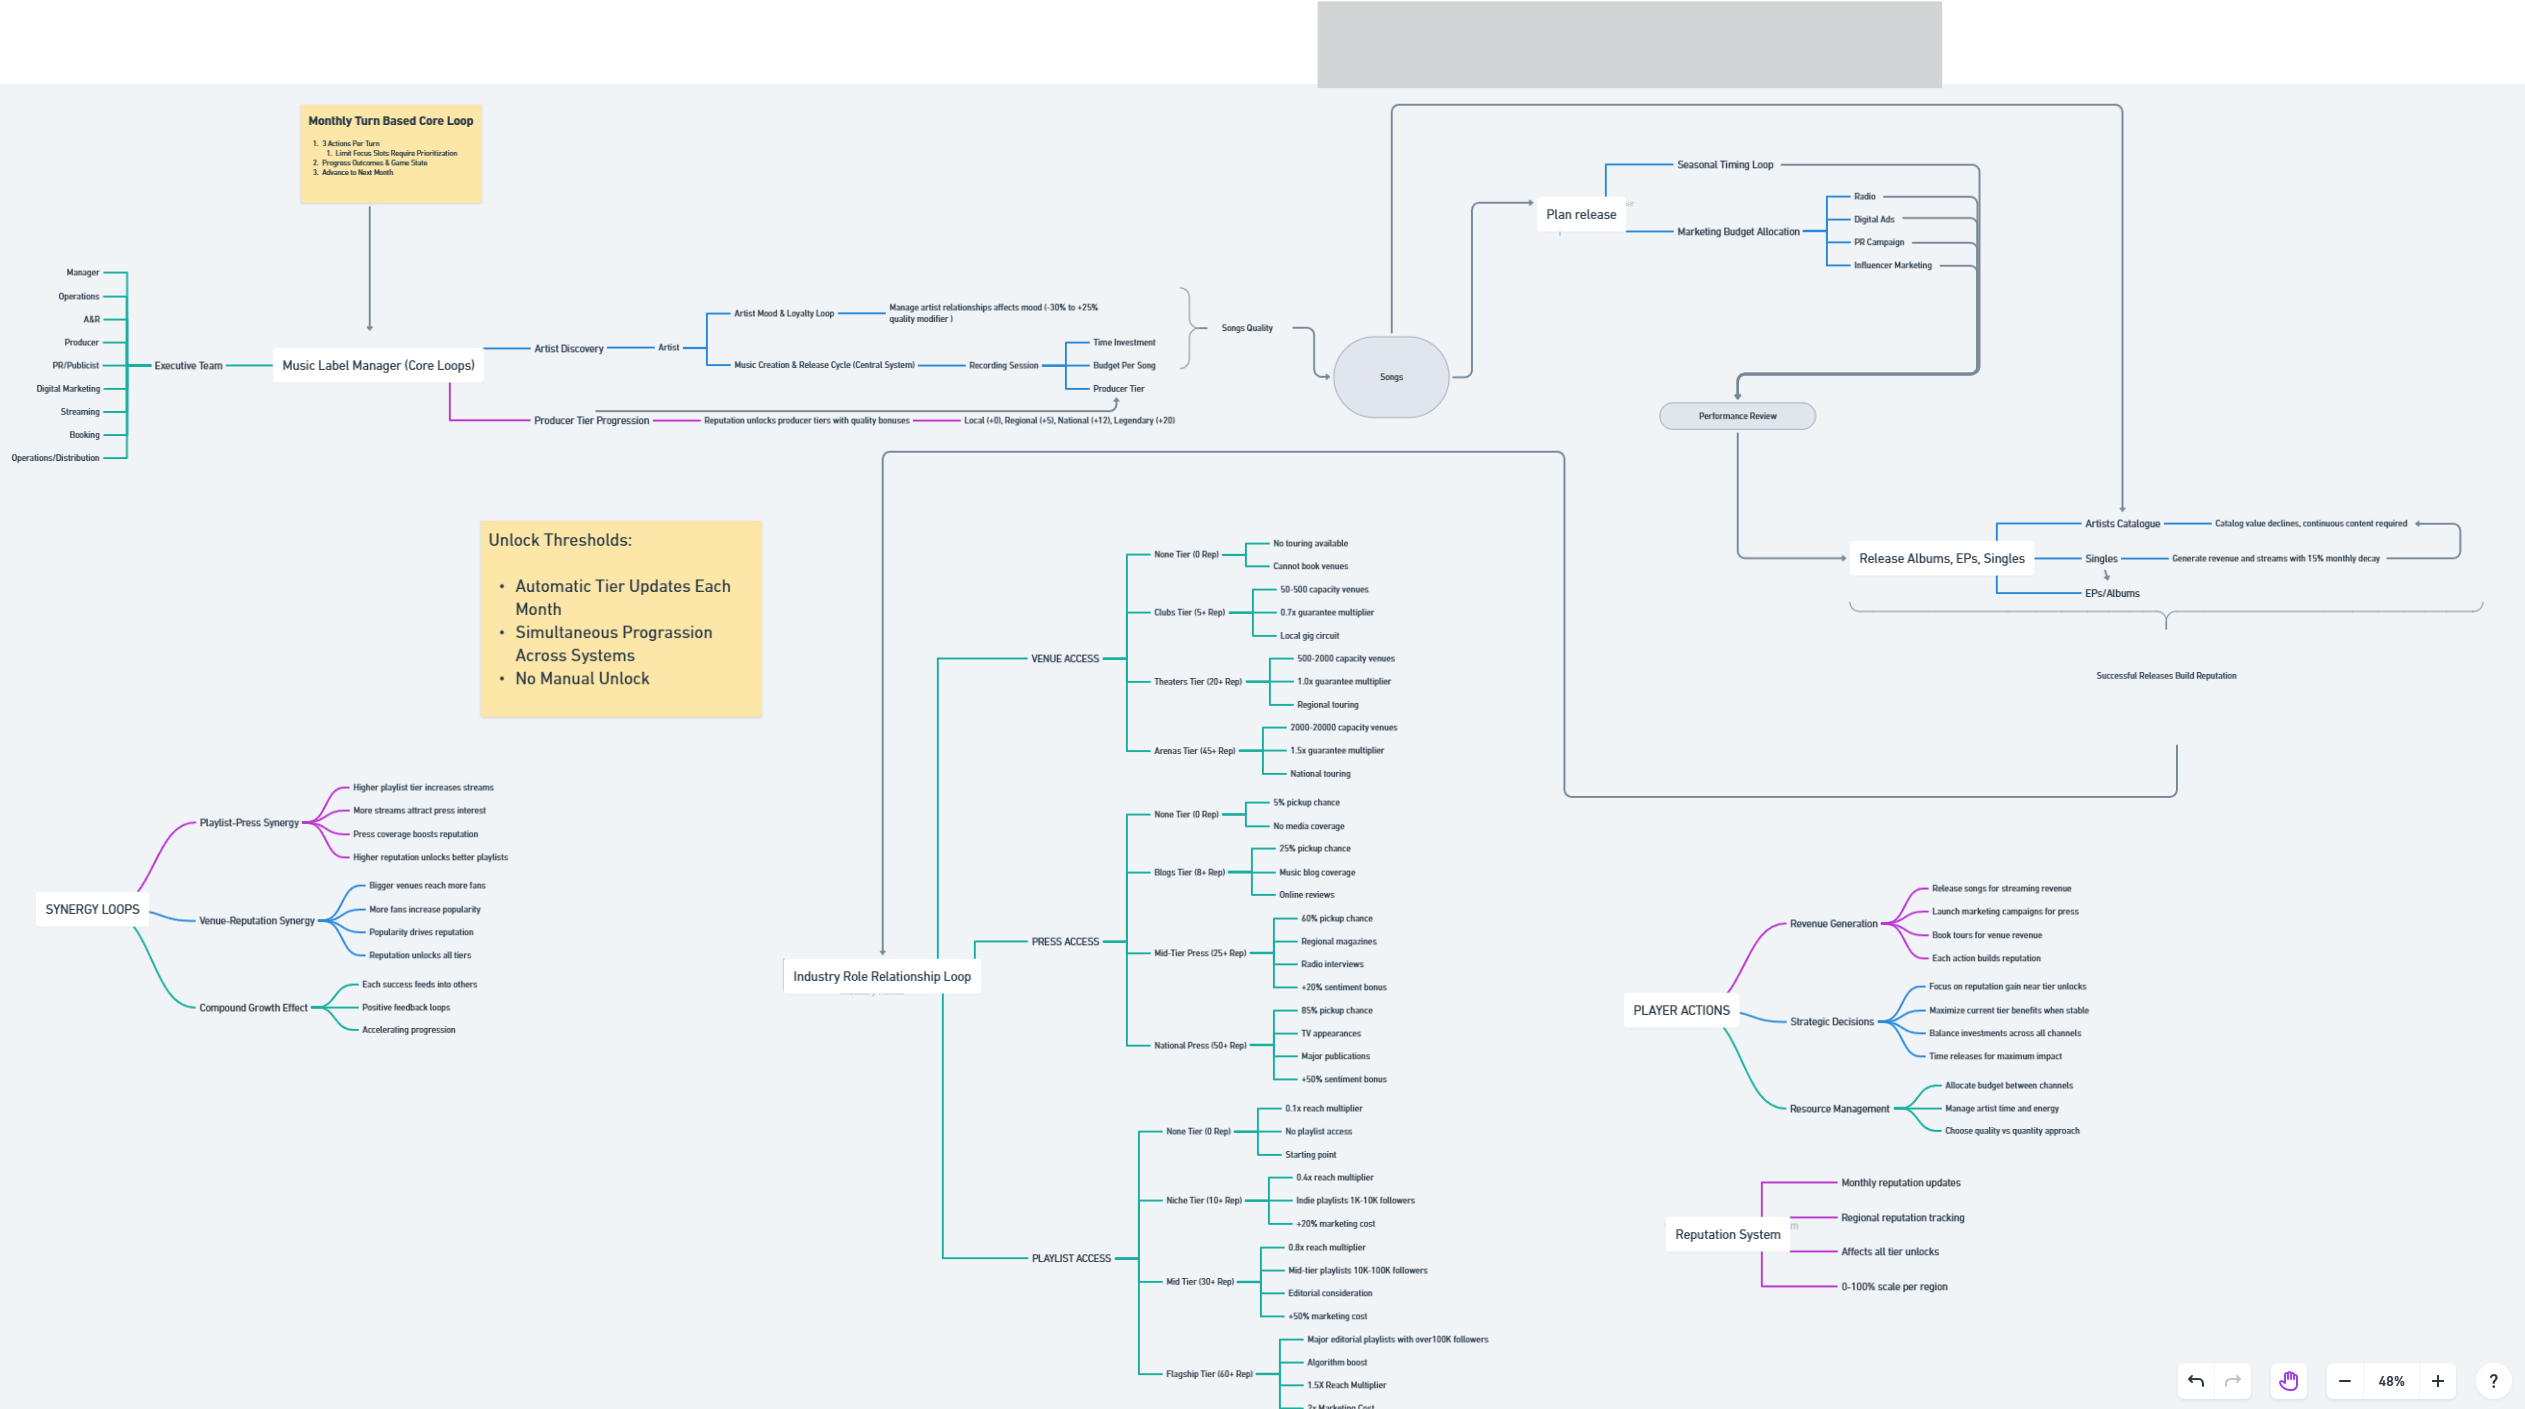 Monthly Turn Based Core Loop
1. 3 Actions Per Turn
1. Limit Focus Slots Require Prioritization
2. Progress Outcomes & Game State
3. Advance to Next Month
Manager
Operations
A&R
Producer
PR/Publicist
Digital Marketing
Streaming
Booking
Operations/Distribution
Executive Team
Music Label Manager (Core Loops)
Artist Discovery
Artist
Artist Mood & Loyalty Loop
Manage artist relationships affects mood (-30% to +25%
quality modifier )
Music Creation & Release Cycle (Central System)
Recording Session
Time Investment
Budget Per Song
Producer Tier
Producer Tier Progression
Reputation unlocks producer tiers with quality bonuses
Local (+0), Regional (+5), National (+12), Legendary (+20)
Songs Quality
Songs
Plan release
se
Seasonal Timing Loop
Marketing Budget Allocation
Radio
Digital Ads
PR Campaign
Influencer Marketing
Performance Review
Release Albums, EPs, Singles
Artists Catalogue
Catalog value declines, continuous content required
Singles
Generate revenue and streams with 15% monthly decay
EPs/Albums
Successful Releases Build Reputation
Unlock Thresholds:
• Automatic Tier Updates Each
Month
• Simultaneous Prograssion
Across Systems
• No Manual Unlock
SYNERGY LOOPS
Playlist-Press Synergy
Higher playlist tier increases streams
More streams attract press interest
Press coverage boosts reputation
Higher reputation unlocks better playlists
Venue-Reputation Synergy
Bigger venues reach more fans
More fans increase popularity
Popularity drives reputation
Reputation unlocks all tiers
Compound Growth Effect
Each success feeds into others
Positive feedback loops
Accelerating progression
Industry Role Relationship Loop
VENUE ACCESS
None Tier (0 Rep)
No touring available
Cannot book venues
Clubs Tier (5+ Rep)
50-500 capacity venues
0.7x guarantee multiplier
Local gig circuit
Theaters Tier (20+ Rep)
500-2000 capacity venues
1.0x guarantee multiplier
Regional touring
Arenas Tier (45+ Rep)
2000-20000 capacity venues
1.5x guarantee multiplier
National touring
PRESS ACCESS
None Tier (0 Rep)
5% pickup chance
No media coverage
Blogs Tier (8+ Rep)
25% pickup chance
Music blog coverage
Online reviews
Mid-Tier Press (25+ Rep)
60% pickup chance
Regional magazines
Radio interviews
+20% sentiment bonus
National Press (50+ Rep)
85% pickup chance
TV appearances
Major publications
+50% sentiment bonus
PLAYLIST ACCESS
None Tier (0 Rep)
0.1x reach multiplier
No playlist access
Starting point
Niche Tier (10+ Rep)
0.4x reach multiplier
Indie playlists 1K-10K followers
+20% marketing cost
Mid Tier (30+ Rep)
0.8x reach multiplier
Mid-tier playlists 10K-100K followers
Editorial consideration
+50% marketing cost
Flagship Tier (60+ Rep)
Major editorial playlists with over100K followers
Algorithm boost
1.5X Reach Multiplier
2x Marketing Cost
PLAYER ACTIONS
Revenue Generation
Release songs for streaming revenue
Launch marketing campaigns for press
Book tours for venue revenue
Each action builds reputation
Strategic Decisions
Focus on reputation gain near tier unlocks
Maximize current tier benefits when stable
Balance investments across all channels
Time releases for maximum impact
Resource Management
Allocate budget between channels
Manage artist time and energy
Choose quality vs quantity approach
Reputation System
m
Monthly reputation updates
Regional reputation tracking
Affects all tier unlocks
0-100% scale per region
48%
?